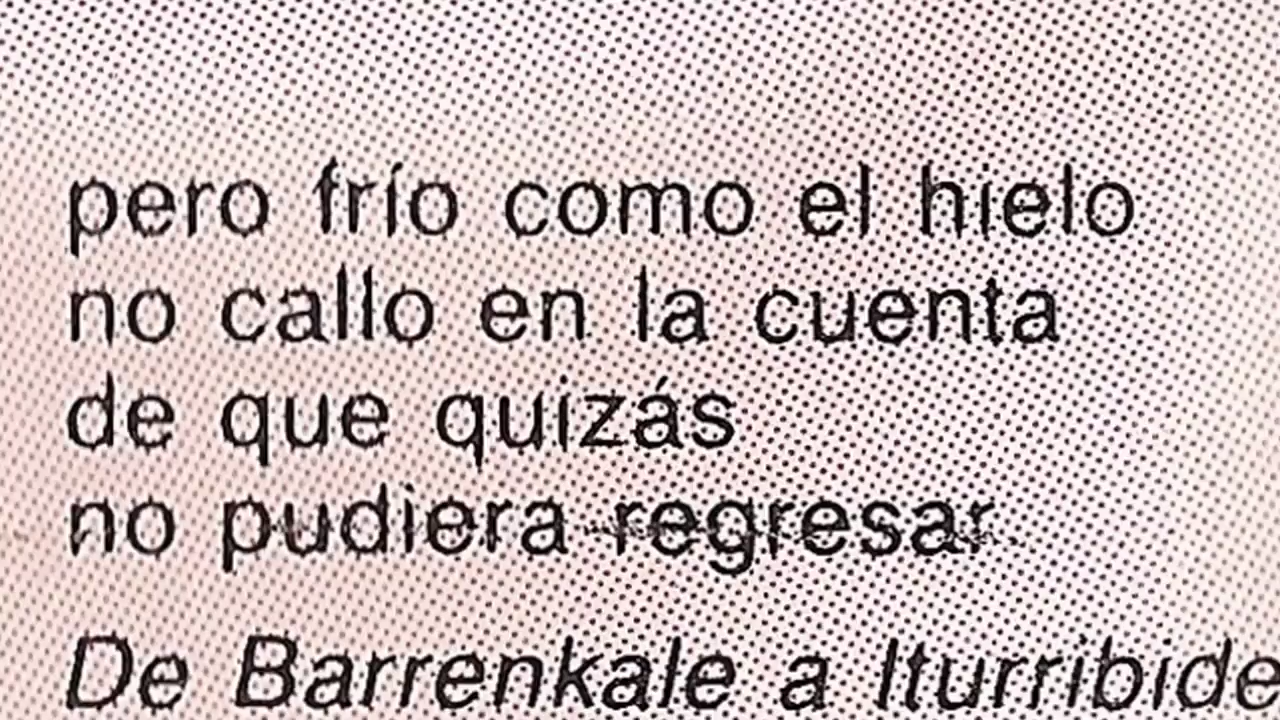 pero frío como el hielo
no callo en la cuenta
de que quizás
no pudiera regresar
De Barrenkale a Iturribide